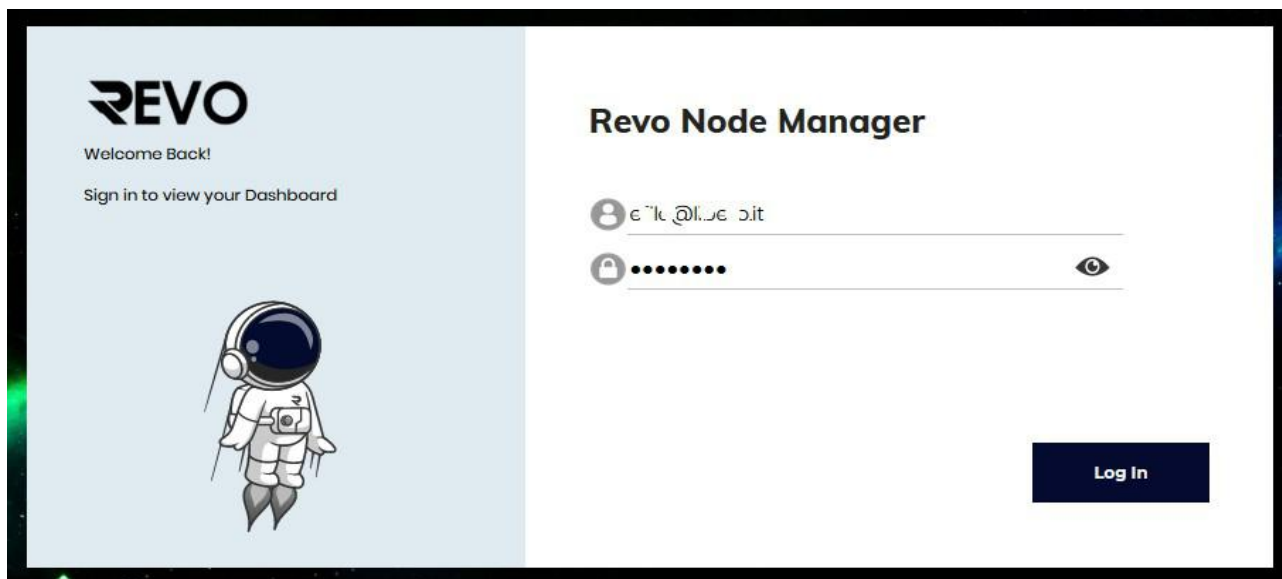 REVO
Welcome Back!
Sign in to view your Dashboard
Revo Node Manager
••••••••
Log In